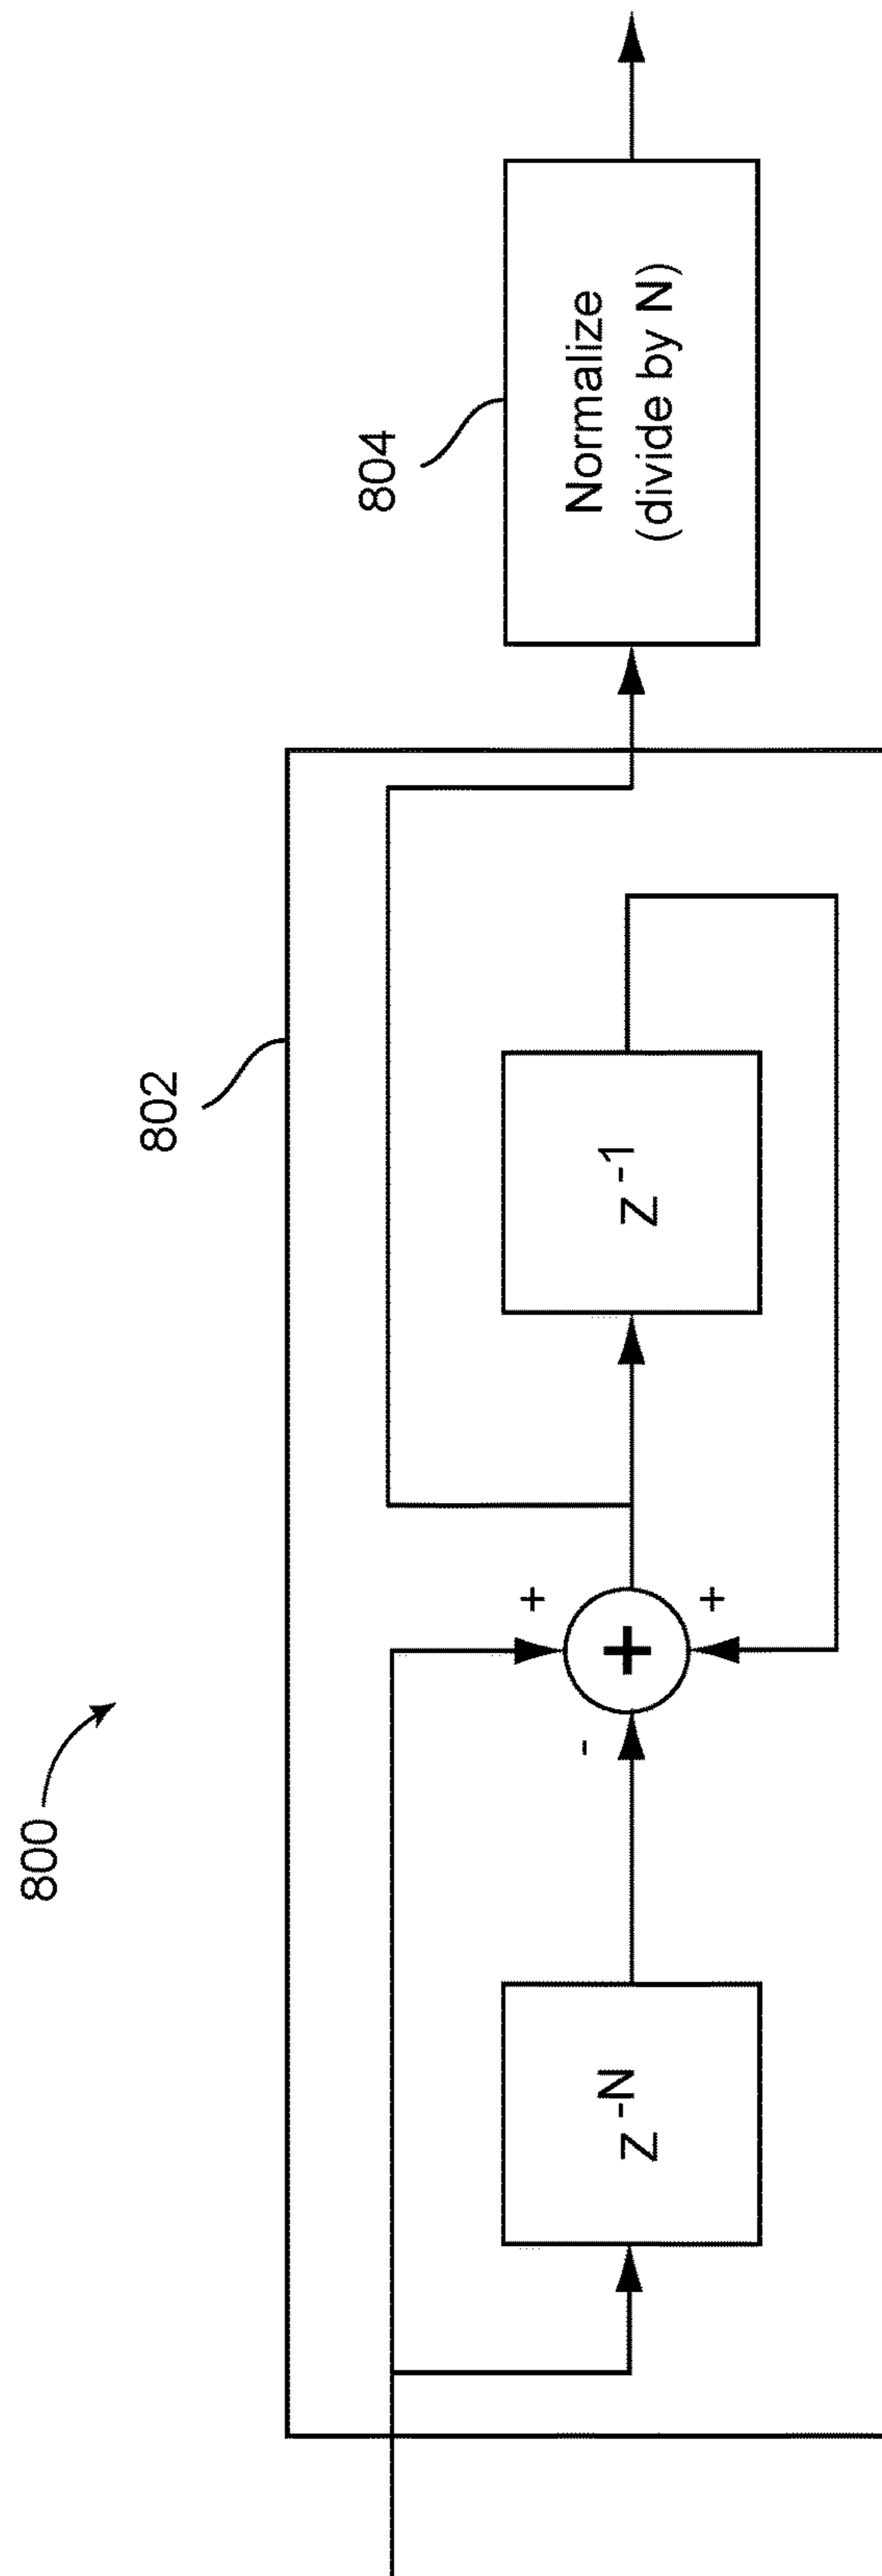 800
802
804
Z-N
-
+
+
+
Z-1
Normalize
(divide by N)